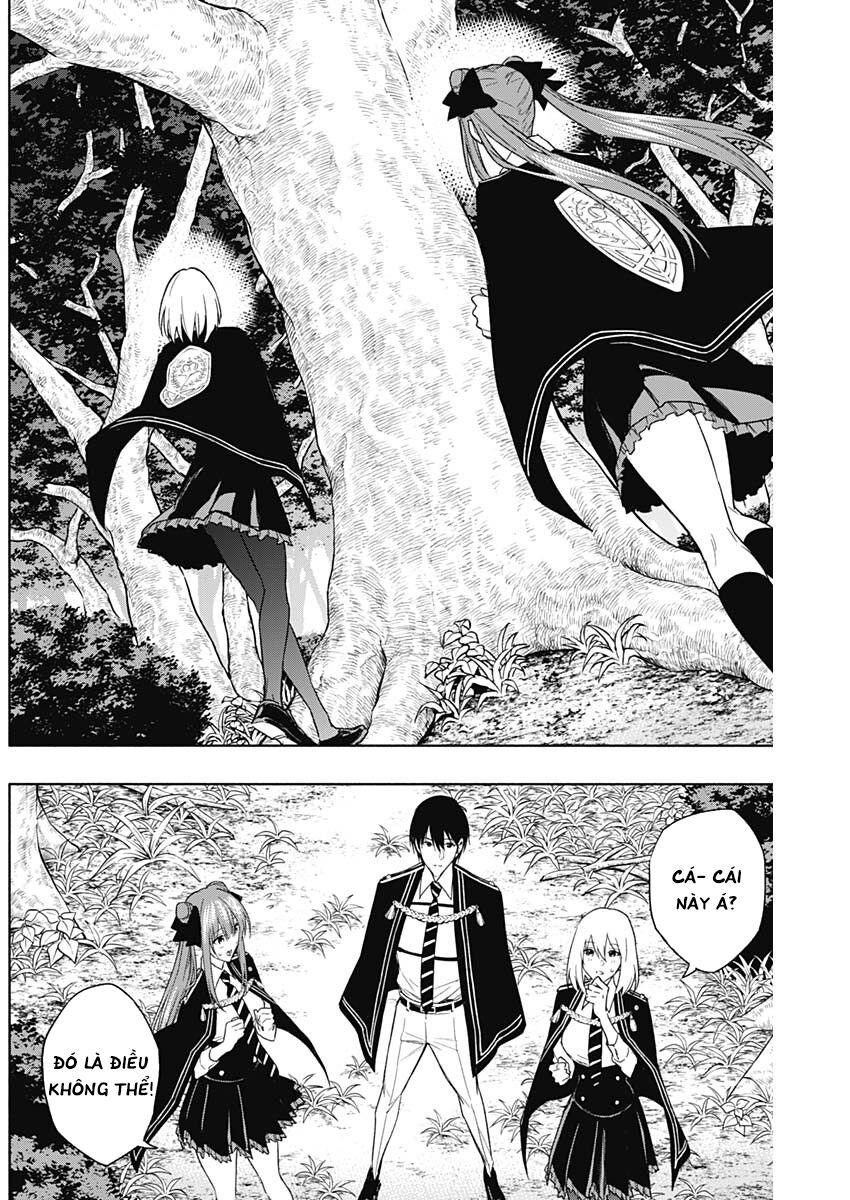 CÁ- CÁI
NÀY Á?
ĐÓ LÀ ĐIỀU
KHÔNG THỂ!